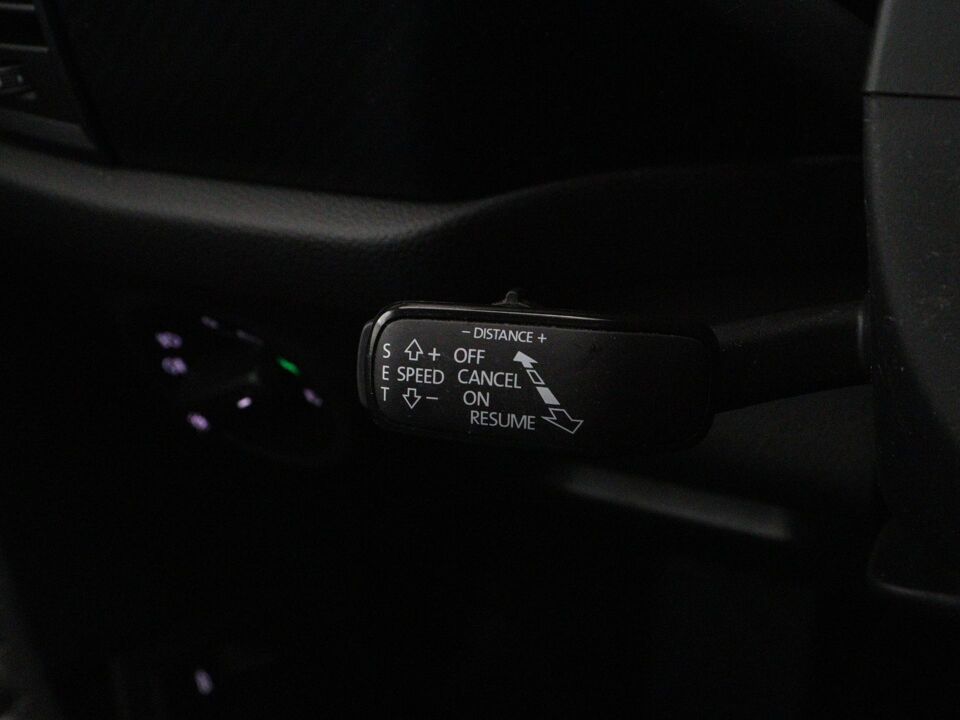 - DISTANCE +
S + OFF
E SPEED CANCEL
T - ON
RESUME